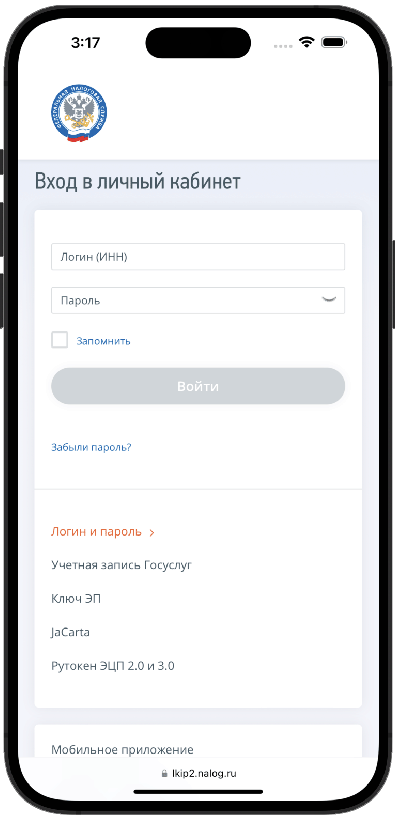 3:17
ФЕДЕРАЛЬНАЯ НАЛОГОВАЯ СЛУЖБА
Вход в личный кабинет
Логин (ИНН)
Пароль
Запомнить
Войти
Забыли пароль?
Логин и пароль
Учетная запись Госуслуг
Ключ ЭП
JaCarta
Рутокен ЭЦП 2.0 и 3.0
Мобильное приложение
lkip2.nalog.ru